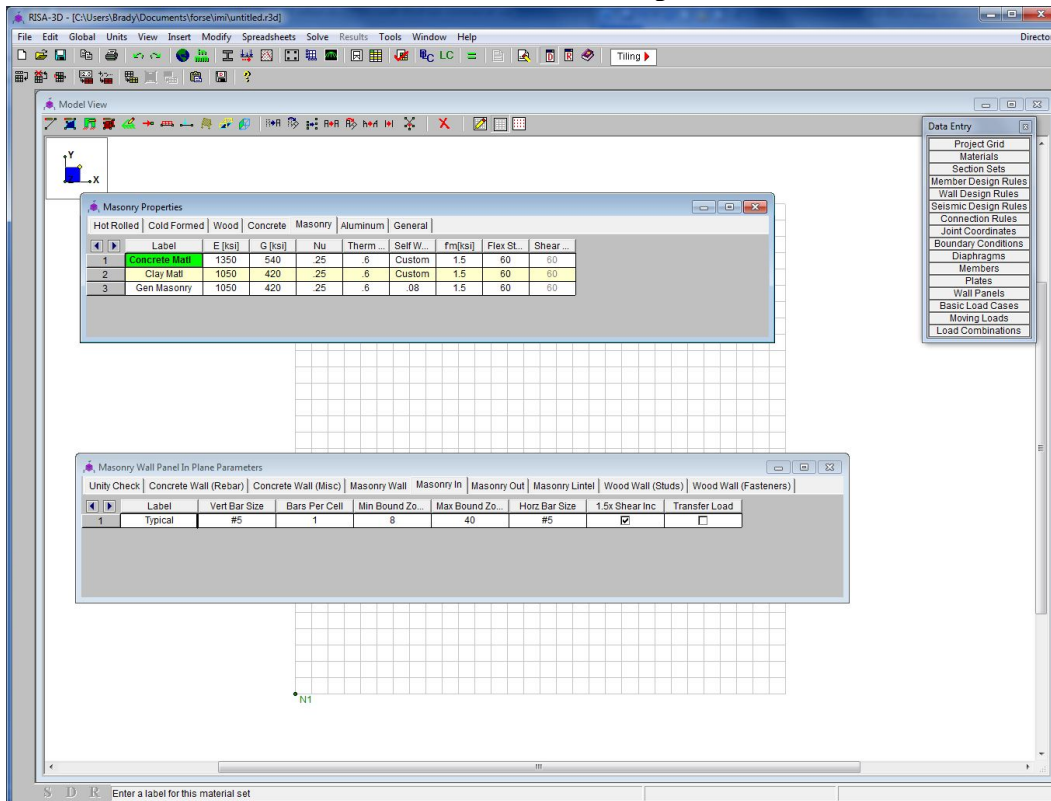 RISA-3D - [C:\Users\Brady\Documents\forse\imi\untitled.r3d]
File Edit Global Units View Insert Modify Spreadsheets Solve Results Tools Window Help Directo
LC Tiling
Model View
Data Entry
Project Grid
Materials
Section Sets
Member Design Rules
Wall Design Rules
Seismic Design Rules
Connection Rules
Joint Coordinates
Boundary Conditions
Diaphragms
Members
Plates
Wall Panels
Basic Load Cases
Moving Loads
Load Combinations
Y
X
Masonry Properties
Hot Rolled Cold Formed Wood Concrete Masonry Aluminum General
Label E [ksi] G [ksi] Nu Therm ... Self W... f'm[ksi] Flex St... Shear ...
1 Concrete Matl 1350 540 .25 .6 Custom 1.5 60 60
2 Clay Matl 1050 420 .25 .6 Custom 1.5 60 60
3 Gen Masonry 1050 420 .25 .6 .08 1.5 60 60
Masonry Wall Panel In Plane Parameters
Unity Check Concrete Wall (Rebar) Concrete Wall (Misc) Masonry Wall Masonry In Masonry Out Masonry Lintel Wood Wall (Studs) Wood Wall (Fasteners)
Label Vert Bar Size Bars Per Cell Min Bound Zo... Max Bound Zo... Horz Bar Size 1.5x Shear Inc Transfer Load
1 Typical #5 1 8 40 #5
N1
S D R Enter a label for this material set